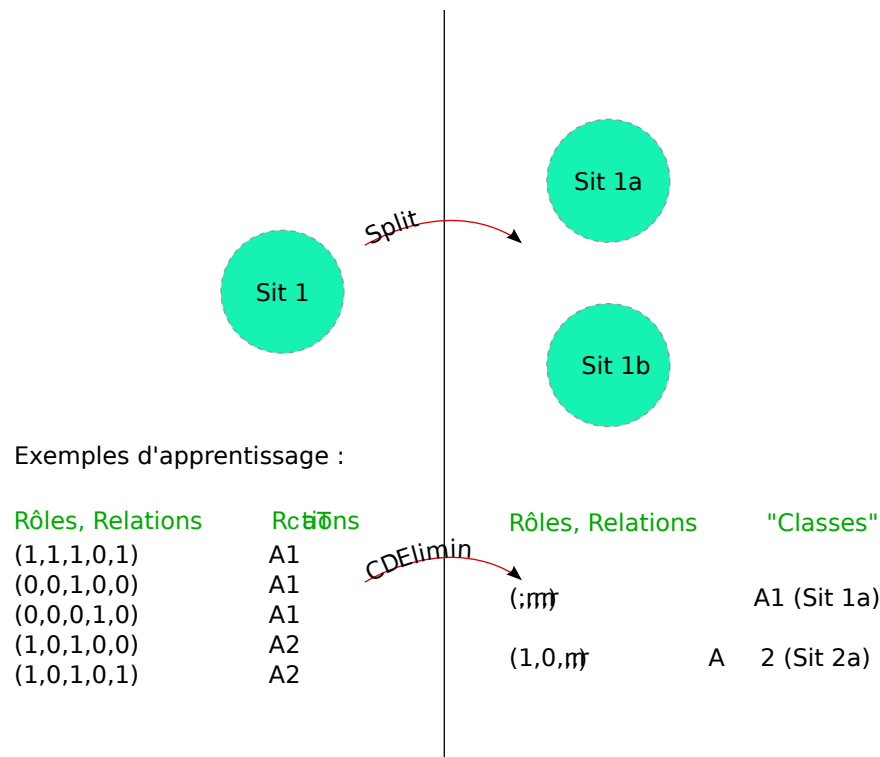 Sit 1
Split
Sit 1a
Sit 1b
Exemples d'apprentissage :
Rôles, Relations
(1,1,1,0,1) A1
(0,0,1,0,0) A1
(0,0,0,1,0) A1
(1,0,1,0,0) A2
(1,0,1,0,1) A2
CDElimin
Rôles, Relations "Classes"
A1 (Sit 1a)
A 2 (Sit 2a)